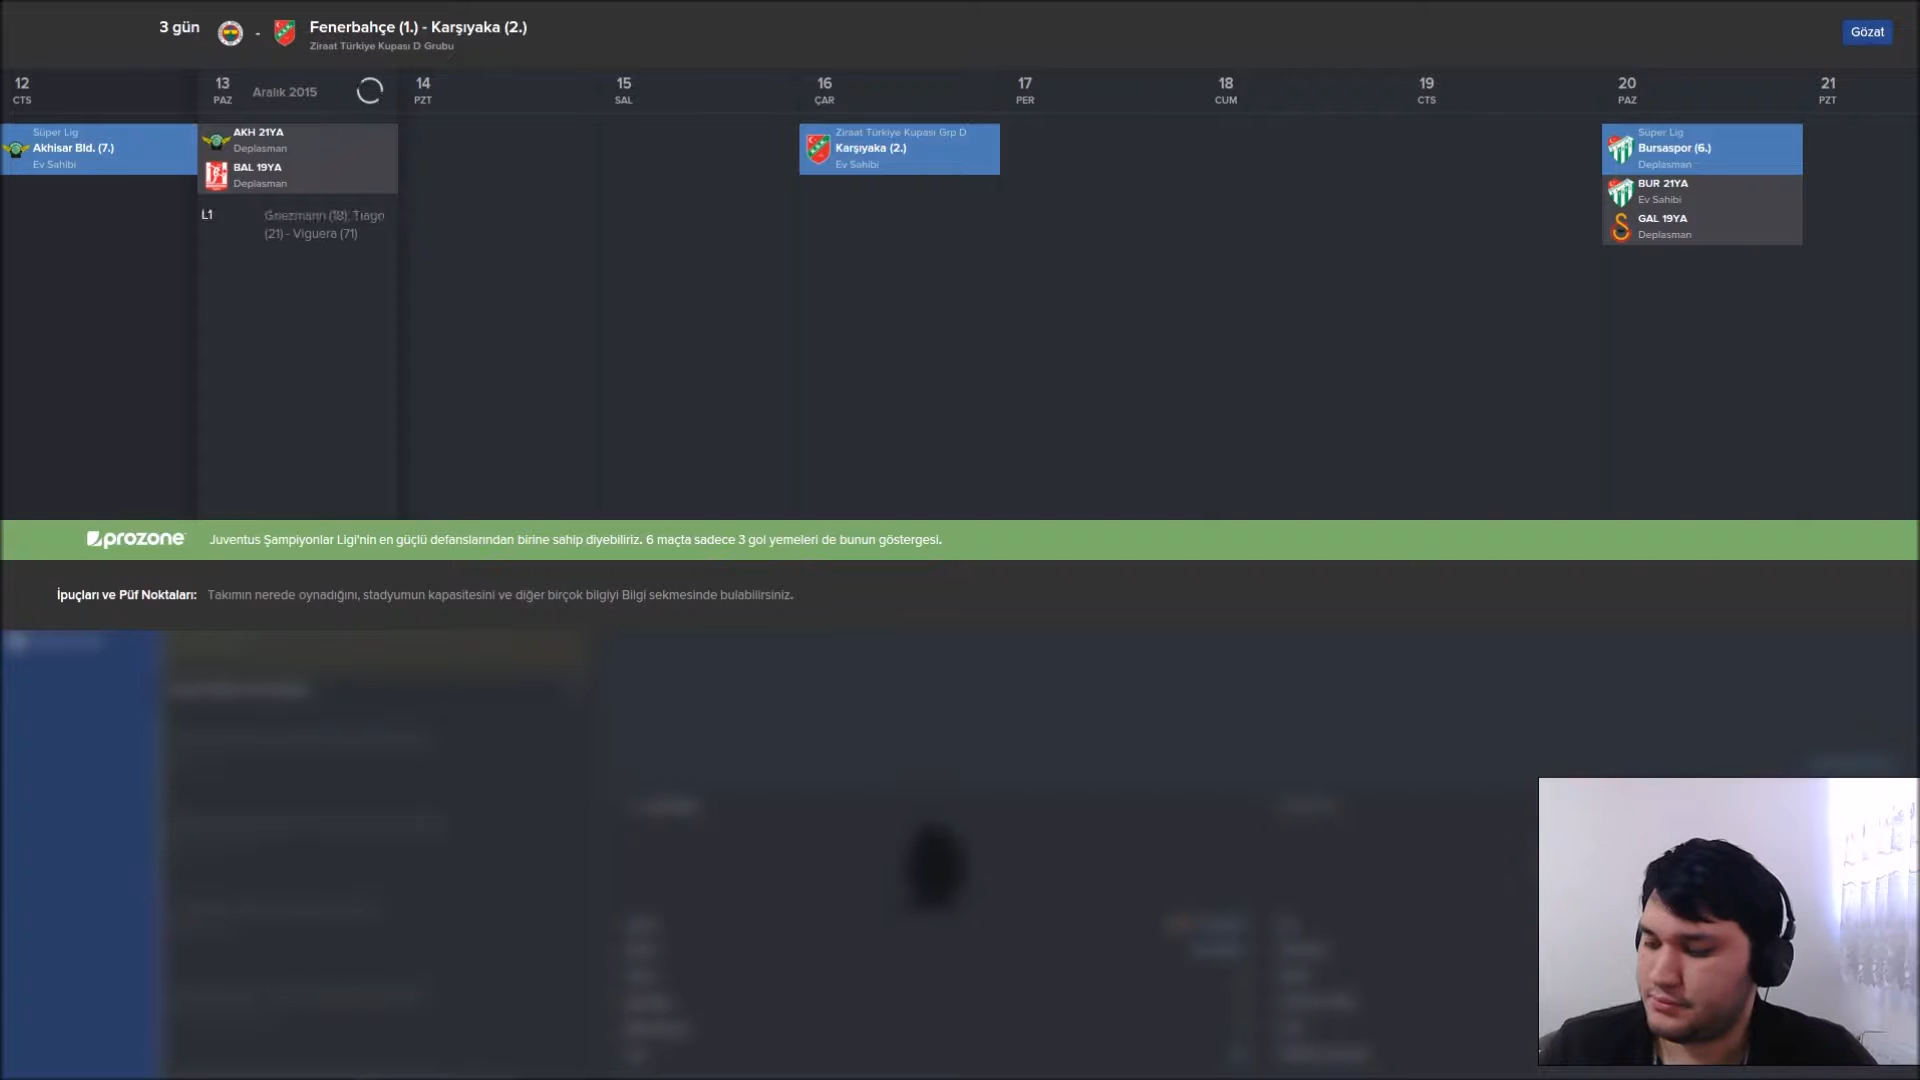 3 gün
-
Fenerbahçe (1.) - Karşıyaka (2.)
Ziraat Türkiye Kupası D Grubu
Gözat
12
CTS
13
PAZ
Aralık 2015
14
PZT
15
SAL
16
ÇAR
17
PER
18
CUM
19
CTS
20
PAZ
21
PZT
Süper Lig
Akhisar Bld. (7.)
Ev Sahibi
AKH 21YA
Deplasman
BAL 19YA
Deplasman
L1
Griezmann (18), Tiago
(21) - Viguera (71)
Ziraat Türkiye Kupası Grp D
Karşıyaka (2.)
Ev Sahibi
Süper Lig
Bursaspor (6.)
Deplasman
BUR 21YA
Ev Sahibi
GAL 19YA
Deplasman
prozone
Juventus Şampiyonlar Ligi'nin en güçlü defanslarından birine sahip diyebiliriz. 6 maçta sadece 3 gol yemeleri de bunun göstergesi.
İpuçları ve Püf Noktaları: Takımın nerede oynadığını, stadyumun kapasitesini ve diğer birçok bilgiyi Bilgi sekmesinde bulabilirsiniz.